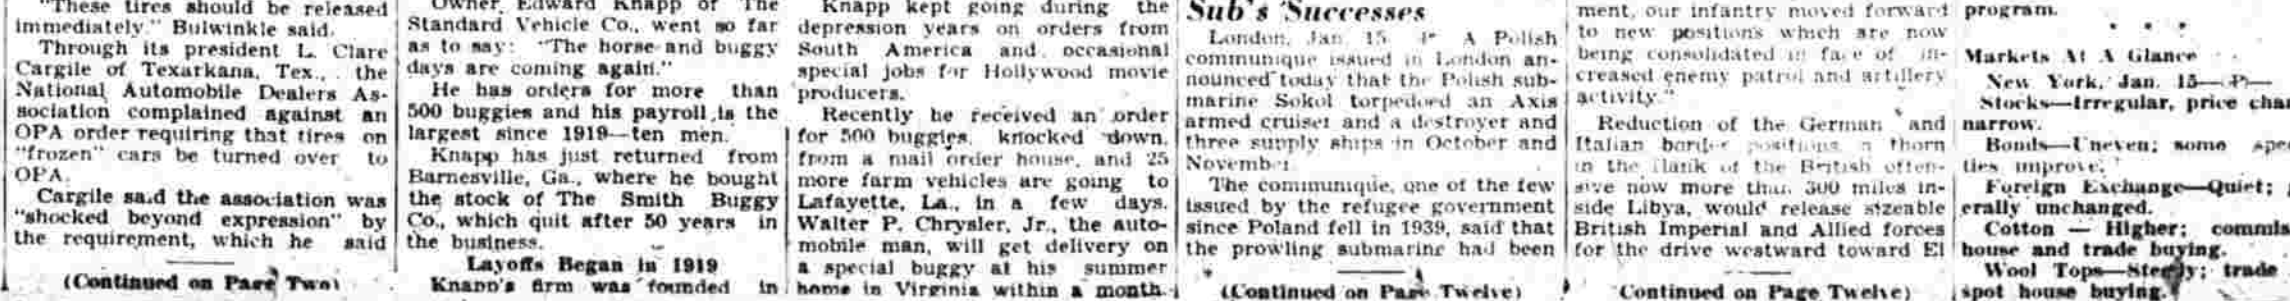 "These tires should be released
immediately." Bulwinkle said.
Through its president L. Clare
Cargile of Texarkana, Tex., the
National Automobile Dealers As-
sociation complained against an
OPA order requiring that tires on
"frozen" cars be turned over to
OPA.
Cargile said the association was
"shocked beyond expression" by
the requirement, which he said
(Continued on Page Two)
Owner Edward Knapp of The
Standard Vehicle Co., went so far
as to say: "The horse and buggy
days are coming again."
He has orders for more than
500 buggies and his payroll is the
largest since 1919—ten men.
Knapp has just returned from
Barnesville, Ga., where he bought
the stock of The Smith Buggy
Co., which quit after 50 years in
the business.
Layoffs Began in 1919
Knapp's firm was founded in
Knapp kept going during the
depression years on orders from
South America and occasional
special jobs for Hollywood movie
producers.
Recently he received an order
for 500 buggies, knocked down,
from a mail order house, and 25
more farm vehicles are going to
Lafayette, La., in a few days.
Walter P. Chrysler, Jr., the auto-
mobile man, will get delivery on
a special buggy at his summer
home in Virginia within a month.
Sub's Successes
London, Jan. 15 A Polish
communique issued in London an-
nounced today that the Polish sub-
marine Sokol torpedoed an Axis
armed cruiser and a destroyer and
three supply ships in October and
November.
The communique, one of the few
issued by the refugee government
since Poland fell in 1939, said that
the prowling submarine had been
(Continued on Page Twelve)
ment, our infantry moved forward
to new positions which are now
being consolidated in face of in-
creased enemy patrol and artillery
activity."
Reduction of the German and
Italian border positions, a thorn
in the flank of the British offen-
sive now more than 300 miles in-
side Libya, would release sizeable
British Imperial and Allied forces
for the drive westward toward El
(Continued on Page Twelve)
program.
* * *
Markets At A Glance
New York, Jan. 15—
Stocks—Irregular, price cha
narrow.
Bonds—Uneven; some spe
ties improve.
Foreign Exchange—Quiet;
erally unchanged.
Cotton — Higher; commis
house and trade buying.
Wool Tops—Steady; trade
spot house buying.